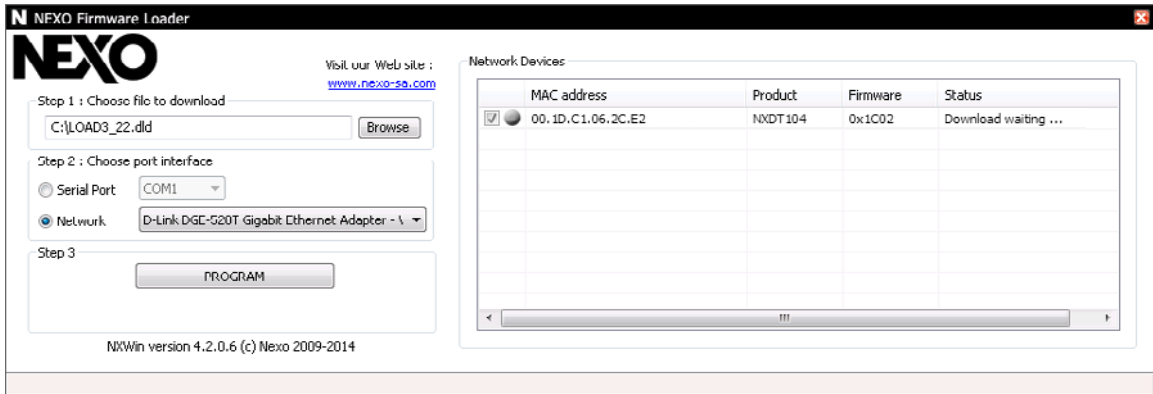 NEXO Firmware Loader
NEXO
Visit our Web site :
www.nexo-sa.com
Step 1 : Choose file to download
C:\LOAD3_22.dld
Browse
Step 2 : Choose port interface
Serial Port
COM1
Network
D-Link DGE-520T Gigabit Ethernet Adapter - \
Step 3
PROGRAM
NXWin version 4.2.0.6 (c) Nexo 2009-2014
Network Devices
MAC address Product Firmware Status
00.1D.C1.06.2C.E2 NXDT104 0x1C02 Download waiting ...